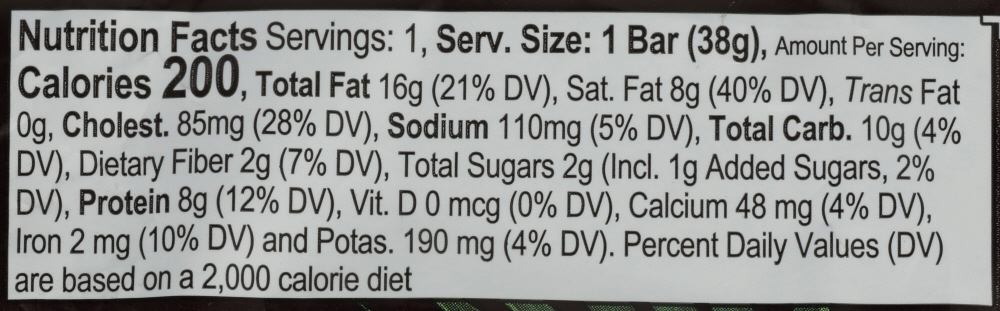 Nutrition Facts Servings: 1, Serv. Size: 1 Bar (38g), Amount Per Serving:
Calories 200, Total Fat 16g (21% DV), Sat. Fat 8g (40% DV), Trans Fat
0g, Cholest. 85mg (28% DV), Sodium 110mg (5% DV), Total Carb. 10g (4%
DV), Dietary Fiber 2g (7% DV), Total Sugars 2g (Incl. 1g Added Sugars, 2%
DV), Protein 8g (12% DV), Vit. D 0 mcg (0% DV), Calcium 48 mg (4% DV),
Iron 2 mg (10% DV) and Potas. 190 mg (4% DV). Percent Daily Values (DV)
are based on a 2,000 calorie diet